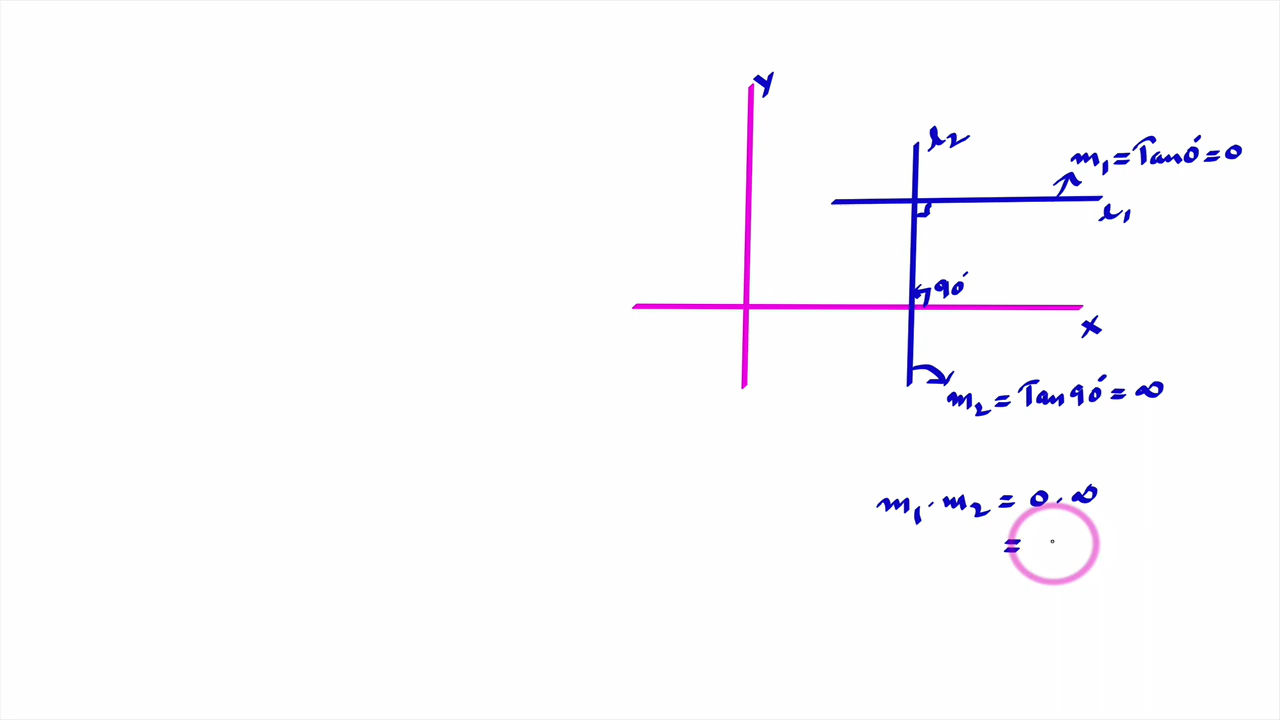 y
l2
m₁ = Tan0° = 0
l₁
90°
x
m₂ = Tan90° = ∞
m₁ . m₂ = 0 . ∞
=